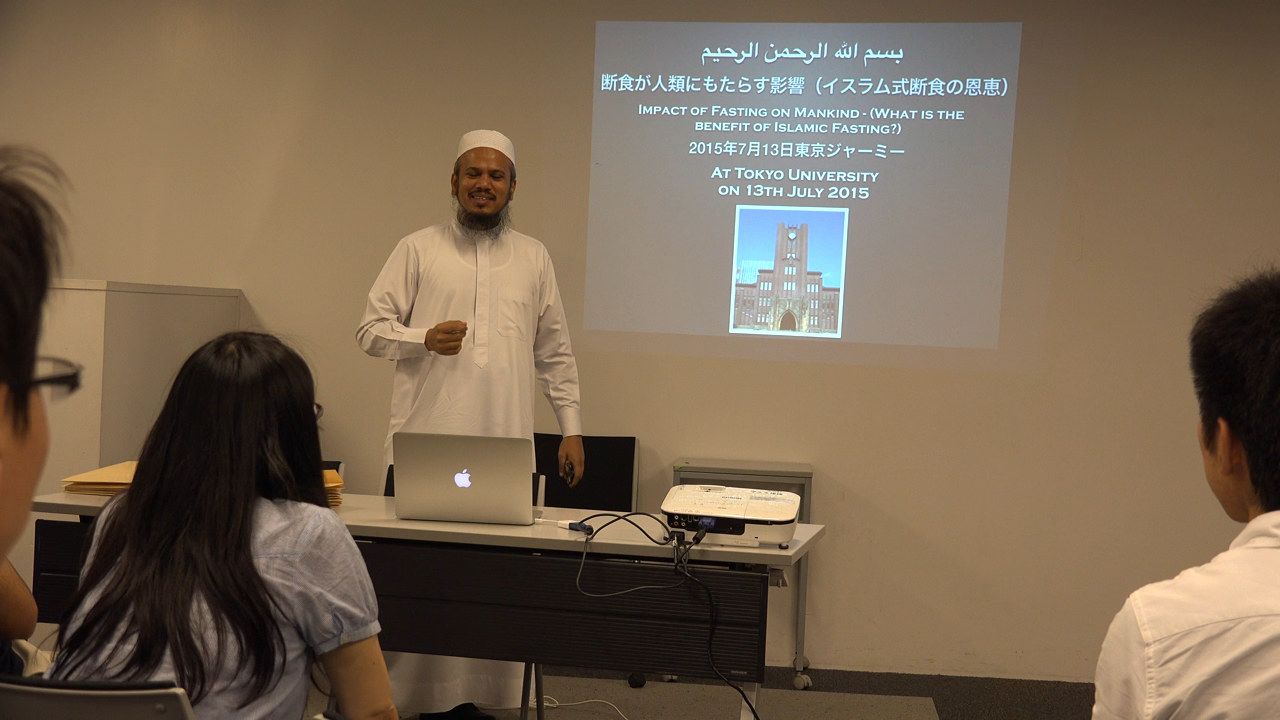 بسم الله الرحمن الرحيم
断食が人類にもたらす影響（イスラム式断食の恩恵）
Impact of Fasting on Mankind - (What is the
benefit of Islamic Fasting?)
2015年7月13日東京ジャーミー
At Tokyo University
on 13th July 2015